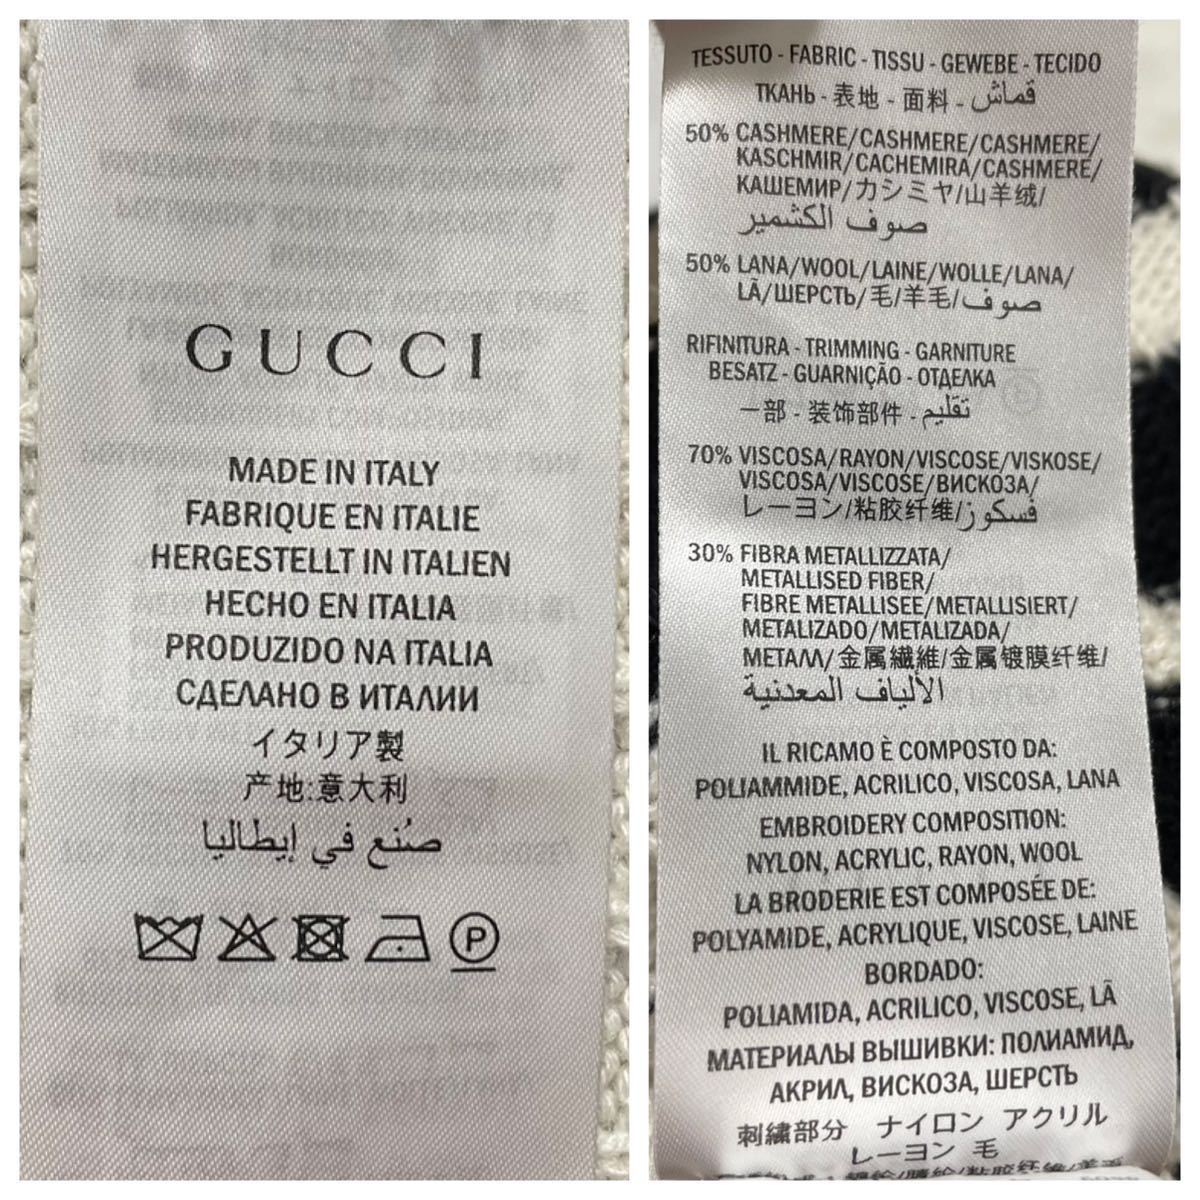 GUCCI
MADE IN ITALY
FABRIQUE EN ITALIE
HERGESTELLT IN ITALIEN
HECHO EN ITALIA
PRODUZIDO NA ITALIA
СДЕЛАНО В ИТАЛИИ
イタリア製
产地:意大利
صُنع في إيطاليا
P
TESSUTO - FABRIC - TISSU - GEWEBE - TECIDO
ТКАНЬ - 表地 - 面料 - قماش
50% CASHMERE/CASHMERE/CASHMERE/
KASCHMIR/CACHEMIRA/CASHMERE/
КАШЕМИР/カシミヤ/山羊绒/
صوف الكشمير
50% LANA/WOOL/LAINE/WOLLE/LANA/
LÃ/ШЕРСТЬ/毛/羊毛/صوف
RIFINITURA - TRIMMING - GARNITURE
BESATZ - GUARNIÇÃO - ОТДЕЛКА
一部 - 装饰部件 - تقليم
70% VISCOSA/RAYON/VISCOSE/VISKOSE/
VISCOSA/VISCOSE/ВИСКОЗА/
レーヨン/粘胶纤维/فسكوز
30% FIBRA METALLIZZATA/
METALLISED FIBER/
FIBRE METALLISEE/METALLISIERT/
METALIZADO/METALIZADA/
МЕТАЛЛ/金属繊維/金属镀膜纤维/
الألياف المعدنية
IL RICAMO È COMPOSTO DA:
POLIAMMIDE, ACRILICO, VISCOSA, LANA
EMBROIDERY COMPOSITION:
NYLON, ACRYLIC, RAYON, WOOL
LA BRODERIE EST COMPOSÉE DE:
POLYAMIDE, ACRYLIQUE, VISCOSE, LAINE
BORDADO:
POLIAMIDA, ACRILICO, VISCOSE, LÃ
МАТЕРИАЛЫ ВЫШИВКИ: ПОЛИАМИД,
АКРИЛ, ВИСКОЗА, ШЕРСТЬ
刺繍部分 ナイロン アクリル
レーヨン 毛